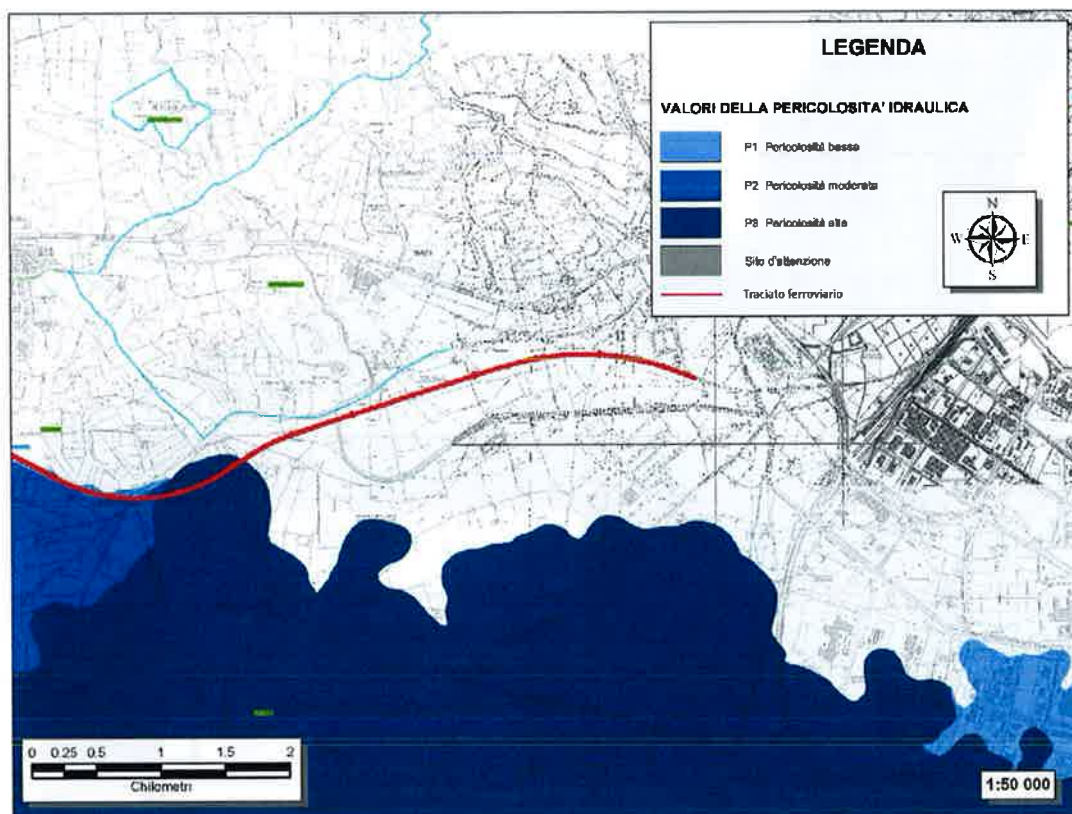 LEGENDA
VALORI DELLA PERICOLOSITA' IDRAULICA
P1 Pericolosità bassa
P2 Pericolosità moderata
P3 Pericolosità alta
Sito d'attenzione
Tracciato ferroviario
N
W E
S
0 0.25 0.5 1 1.5 2
Chilometri
1:50 000